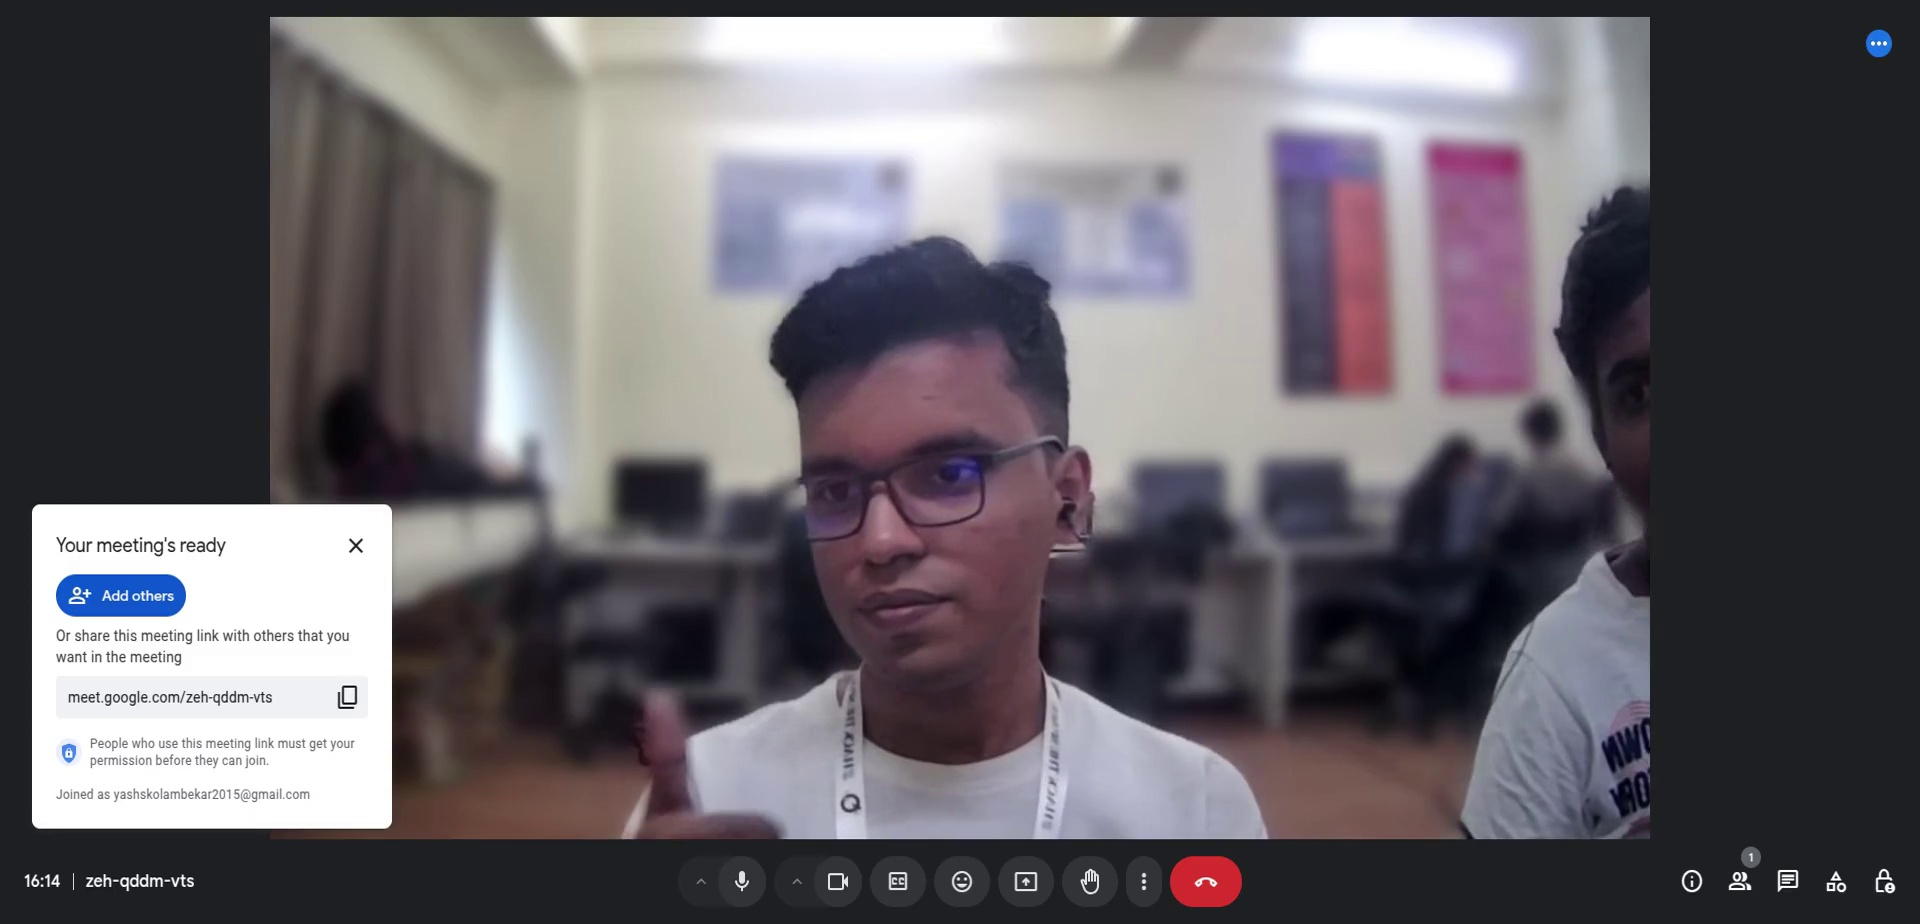 Your meeting's ready
Add others
Or share this meeting link with others that you
want in the meeting
meet.google.com/zeh-qddm-vts
People who use this meeting link must get your
permission before they can join.
Joined as yashskolambekar2015@gmail.com
16:14 | zeh-qddm-vts
CC
1